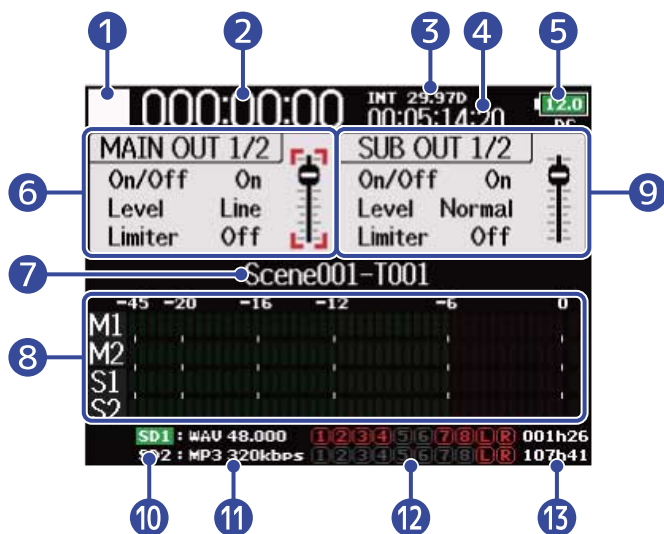 1 2 3 4 5
000:00:00 INT 29.97D 12.0
00:05:14:20 DC
MAIN OUT 1/2
On/Off On
Level Line
Limiter Off
SUB OUT 1/2
On/Off On
Level Normal
Limiter Off
6 9
7 Scene001-T001
-45 -20 -16 -12 -6 0
8
M1
M2
S1
S2
SD1 : WAV 48.000 1 2 3 4 5 6 7 8 L R 001h26
SD2 : MP3 320kbps 1 2 3 4 5 6 7 8 L R 107h41
10 11 12 13